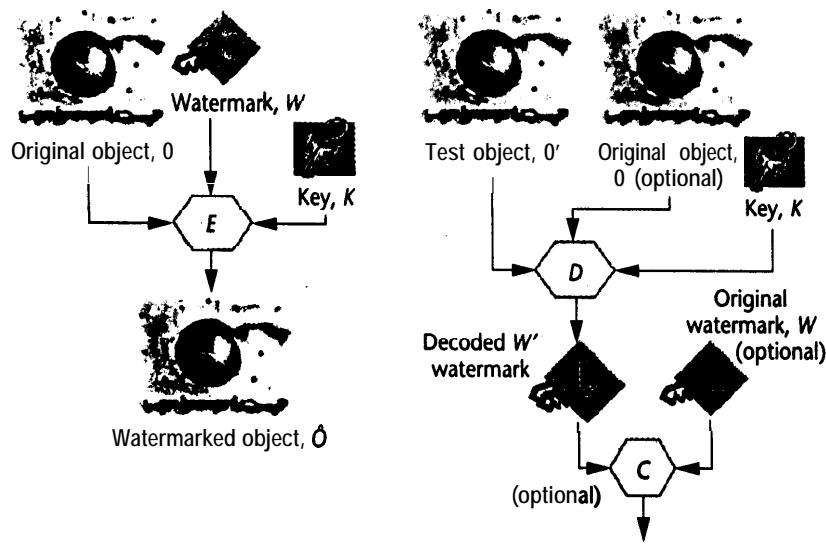 Watermark, W
Original object, 0
Key, K
E
Watermarked object, Ô
Test object, 0'
Original object,
0 (optional)
Key, K
D
Decoded W'
watermark
Original
watermark, W
(optional)
C
(optional)